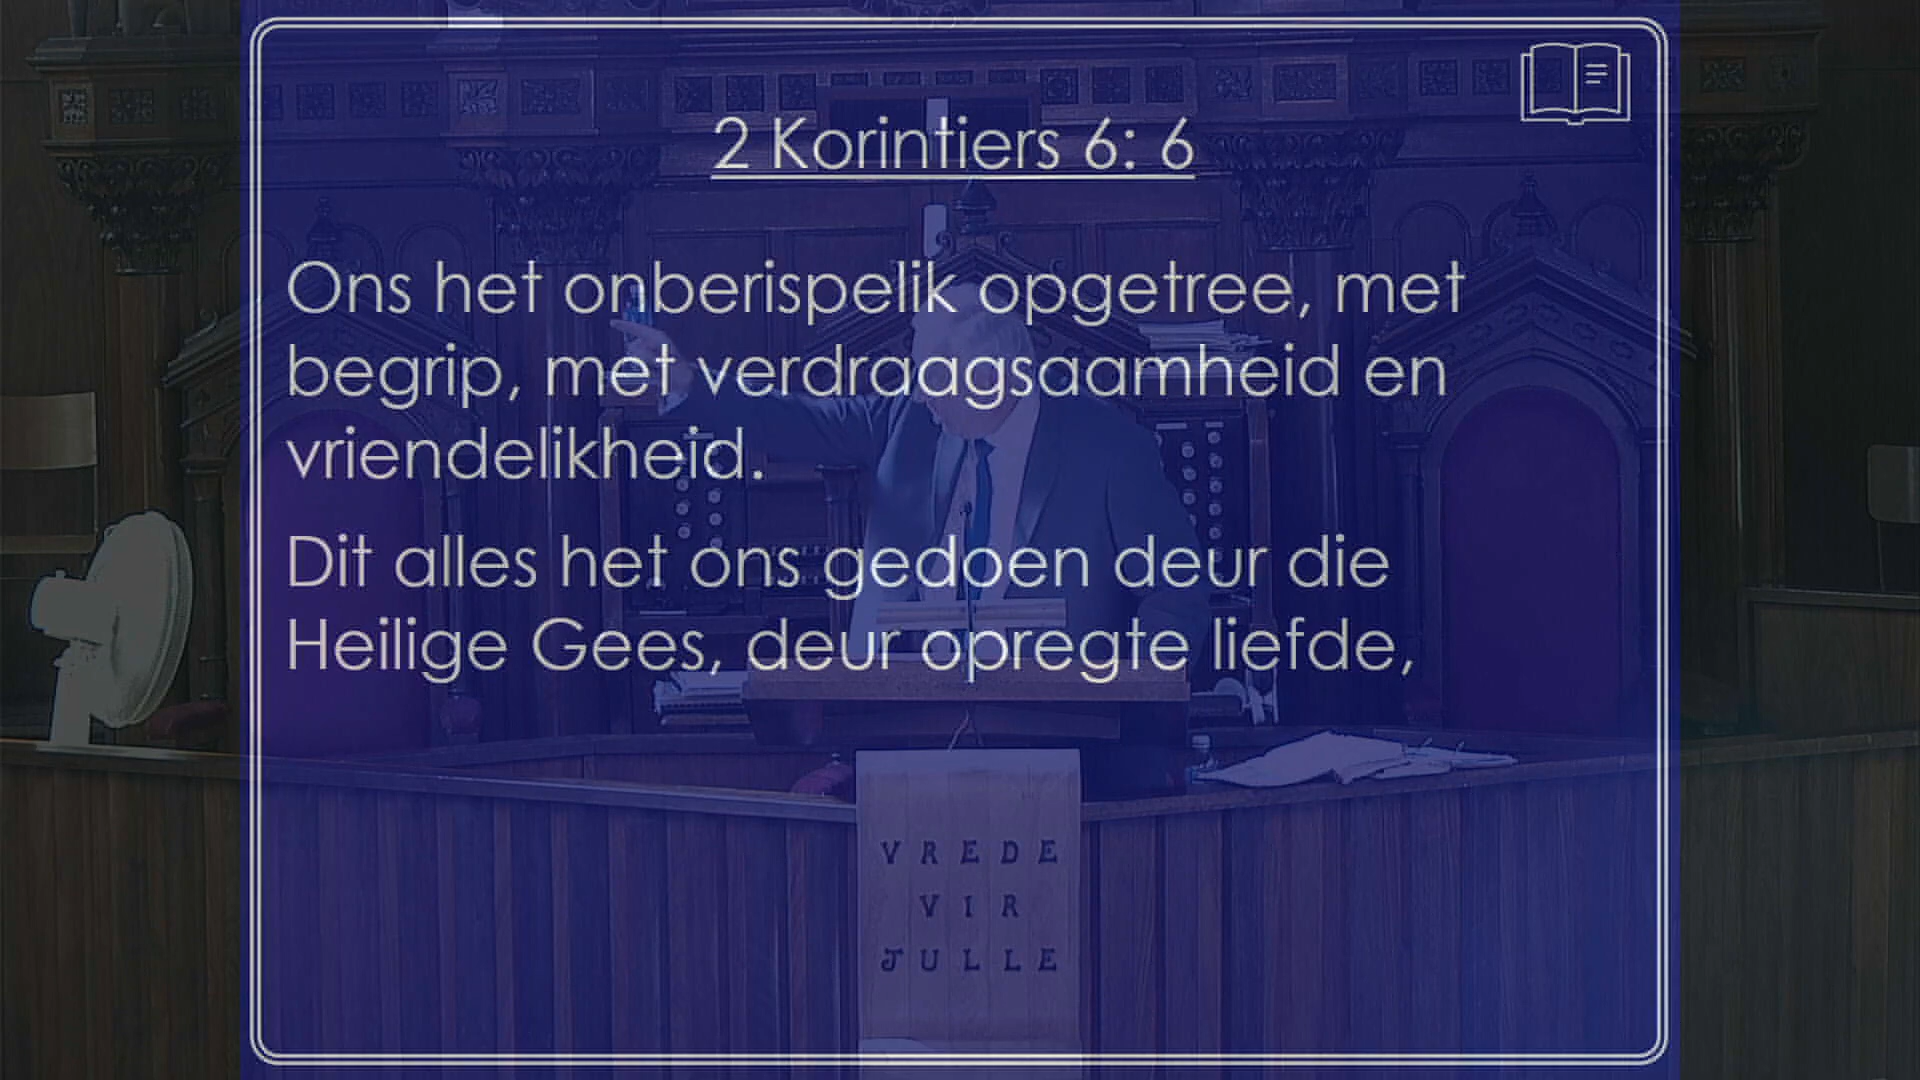 2 Korintiers 6: 6
Ons het onberispelik opgetree, met
begrip, met verdraagsaamheid en
vriendelikheid.
Dit alles het ons gedoen deur die
Heilige Gees, deur opregte liefde,
VREDE
VIR
JULLE